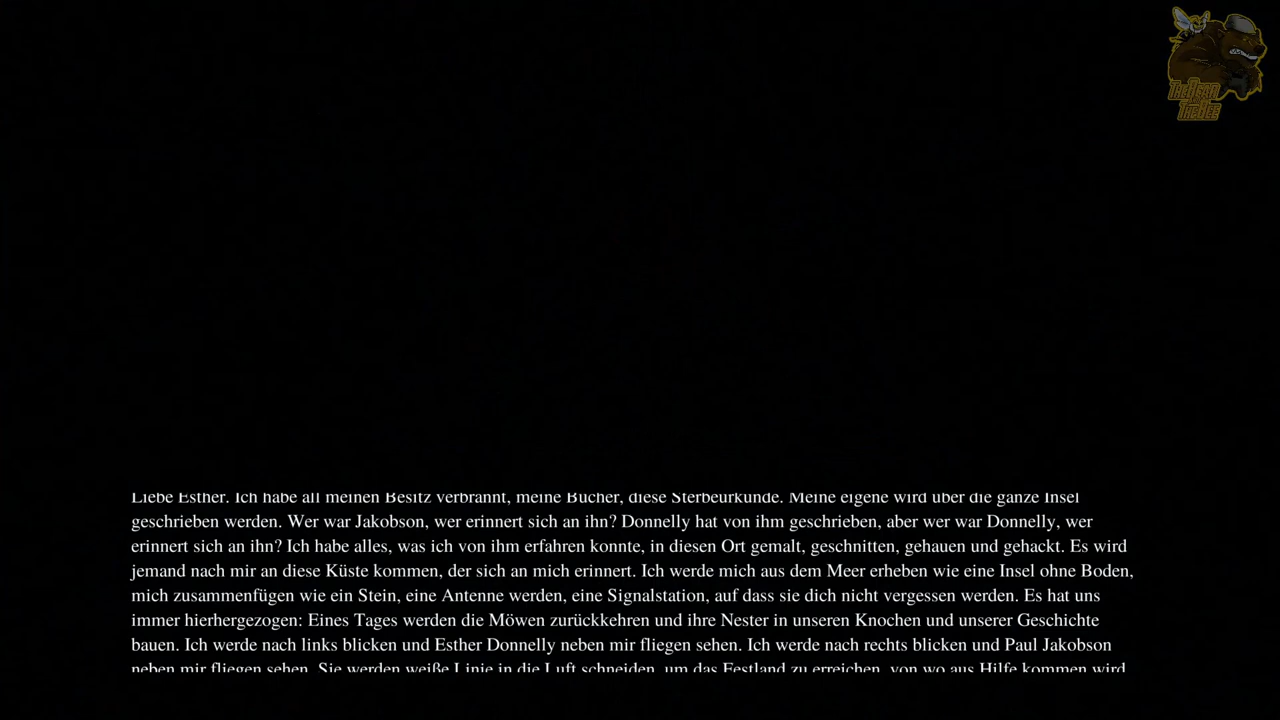 THEBEAR
THEBEE
Liebe Esther. Ich habe all meinen Besitz verbrannt, meine Bücher, diese Sterbeurkunde. Meine eigene wird über die ganze Insel
geschrieben werden. Wer war Jakobson, wer erinnert sich an ihn? Donnelly hat von ihm geschrieben, aber wer war Donnelly, wer
erinnert sich an ihn? Ich habe alles, was ich von ihm erfahren konnte, in diesen Ort gemalt, geschnitten, gehauen und gehackt. Es wird
jemand nach mir an diese Küste kommen, der sich an mich erinnert. Ich werde mich aus dem Meer erheben wie eine Insel ohne Boden,
mich zusammenfügen wie ein Stein, eine Antenne werden, eine Signalstation, auf dass sie dich nicht vergessen werden. Es hat uns
immer hierhergezogen: Eines Tages werden die Möwen zurückkehren und ihre Nester in unseren Knochen und unserer Geschichte
bauen. Ich werde nach links blicken und Esther Donnelly neben mir fliegen sehen. Ich werde nach rechts blicken und Paul Jakobson
neben mir fliegen sehen. Sie werden weiße Linie in die Luft schneiden, um das Festland zu erreichen, von wo aus Hilfe kommen wird